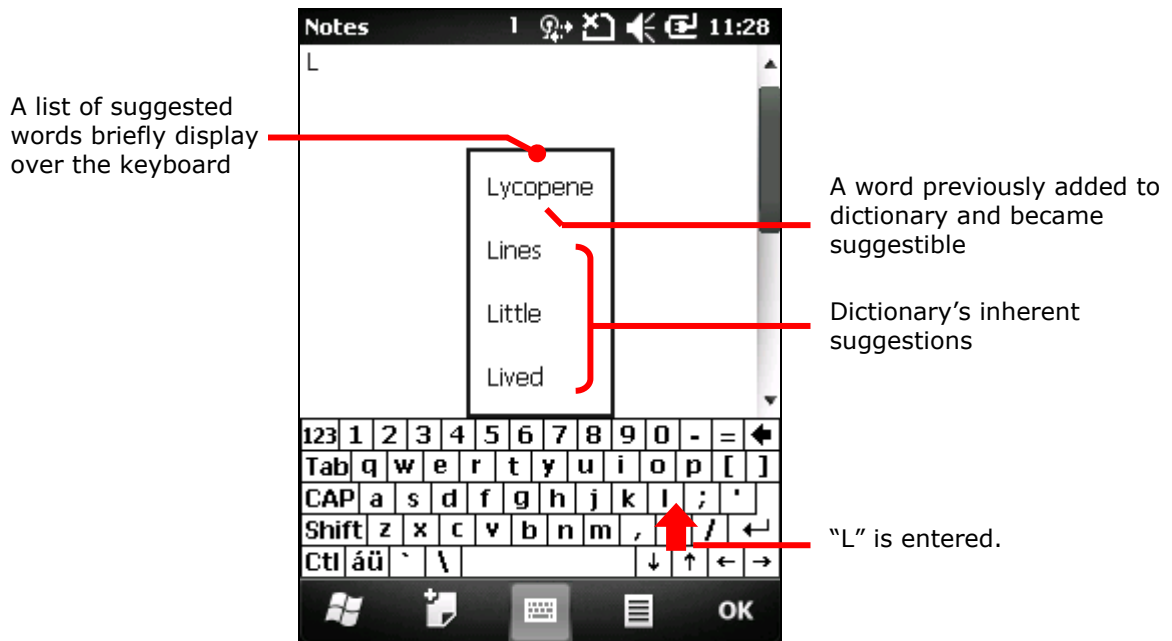 Notes 1 11:28
L
A list of suggested
words briefly display
over the keyboard
Lycopene
A word previously added to
dictionary and became
suggestible
Lines
Little
Lived
Dictionary’s inherent
suggestions
123 1 2 3 4 5 6 7 8 9 0 - =
Tab q w e r t y u i o p [ ]
CAP a s d f g h j k l ; '
Shift z x c v b n m , /
Ctl áü ` \ ↓ ↑ ← →
“L” is entered.
OK